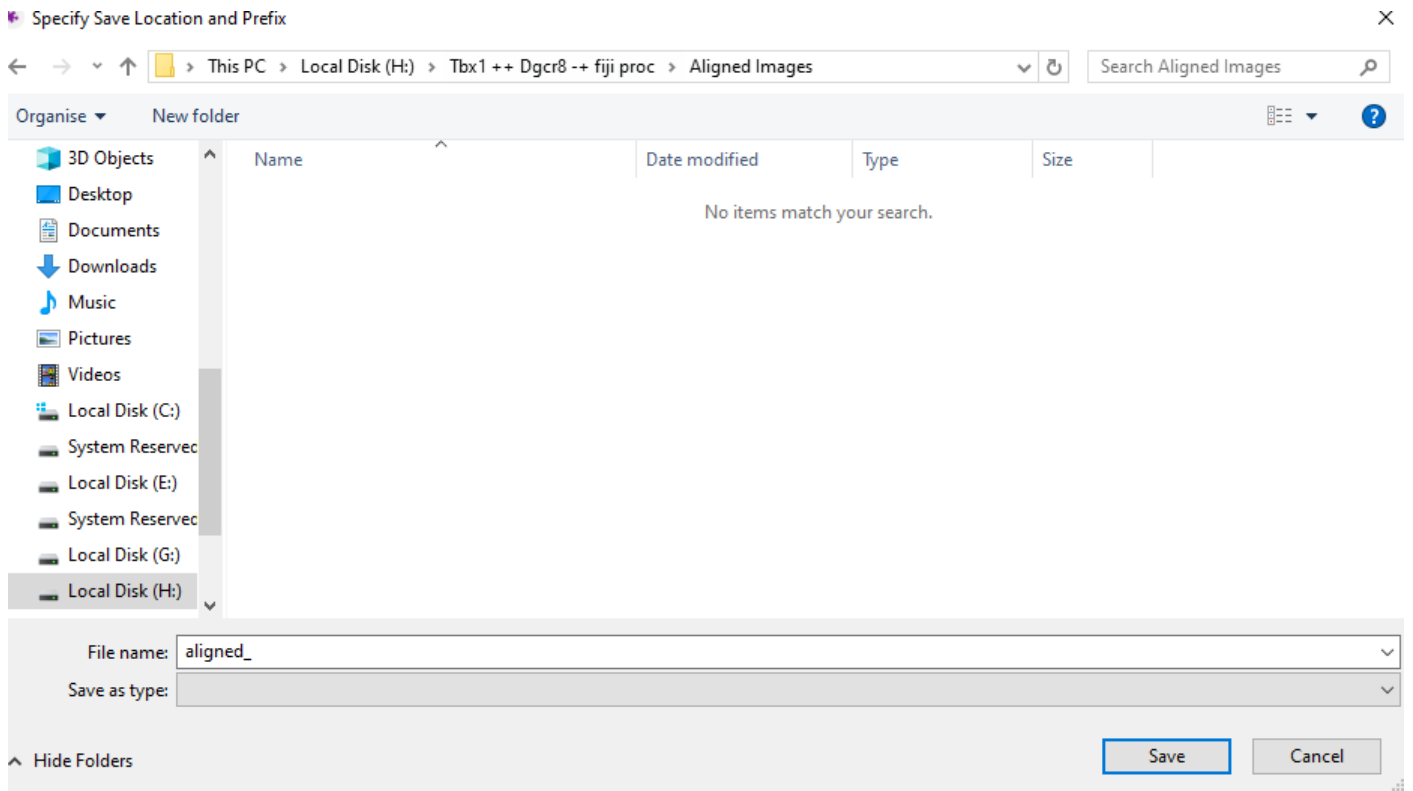 Specify Save Location and Prefix
This PC > Local Disk (H:) > Tbx1 ++ Dgcr8 -+ fiji proc > Aligned Images
Search Aligned Images
Organise
New folder
?
Name
Date modified
Type
Size
No items match your search.
3D Objects
Desktop
Documents
Downloads
Music
Pictures
Videos
Local Disk (C:)
System Reserved
Local Disk (E:)
System Reserved
Local Disk (G:)
Local Disk (H:)
File name: aligned_
Save as type:
Hide Folders
Save
Cancel